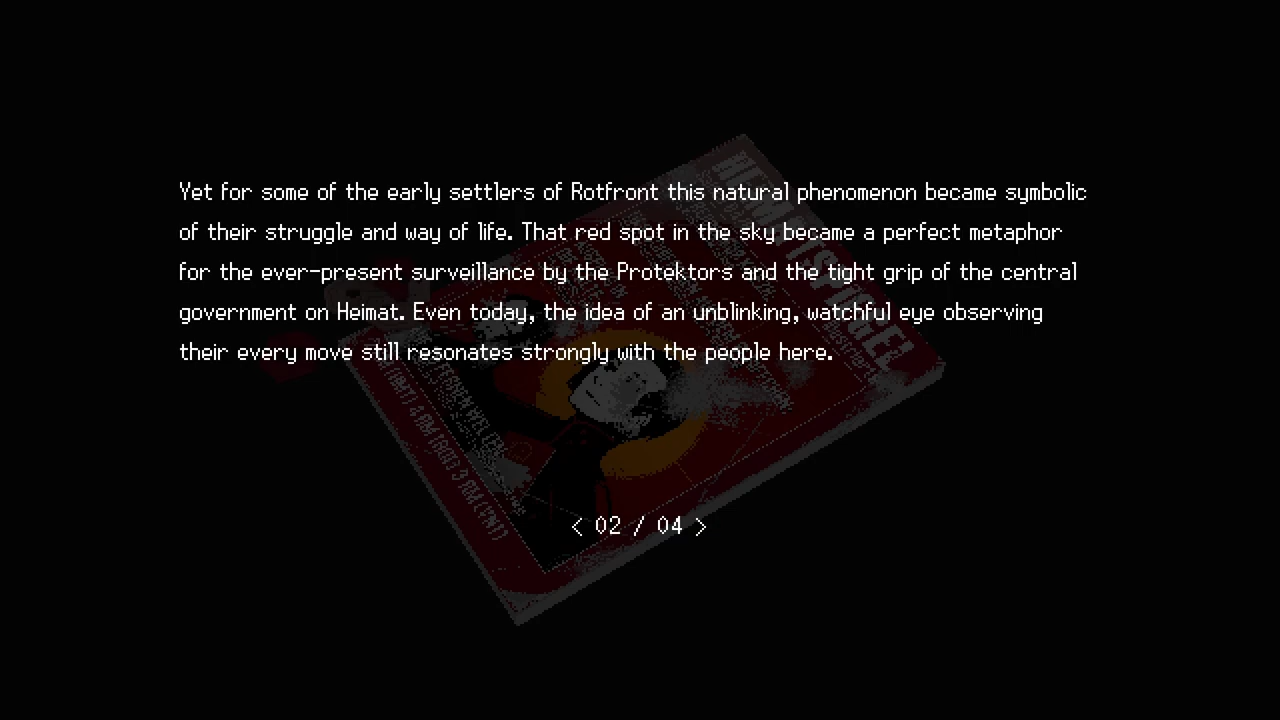 Yet for some of the early settlers of Rotfront this natural phenomenon became symbolic
of their struggle and way of life. That red spot in the sky became a perfect metaphor
for the ever-present surveillance by the Protektors and the tight grip of the central
government on Heimat. Even today, the idea of an unblinking, watchful eye observing
their every move still resonates strongly with the people here.
< 02 / 04 >